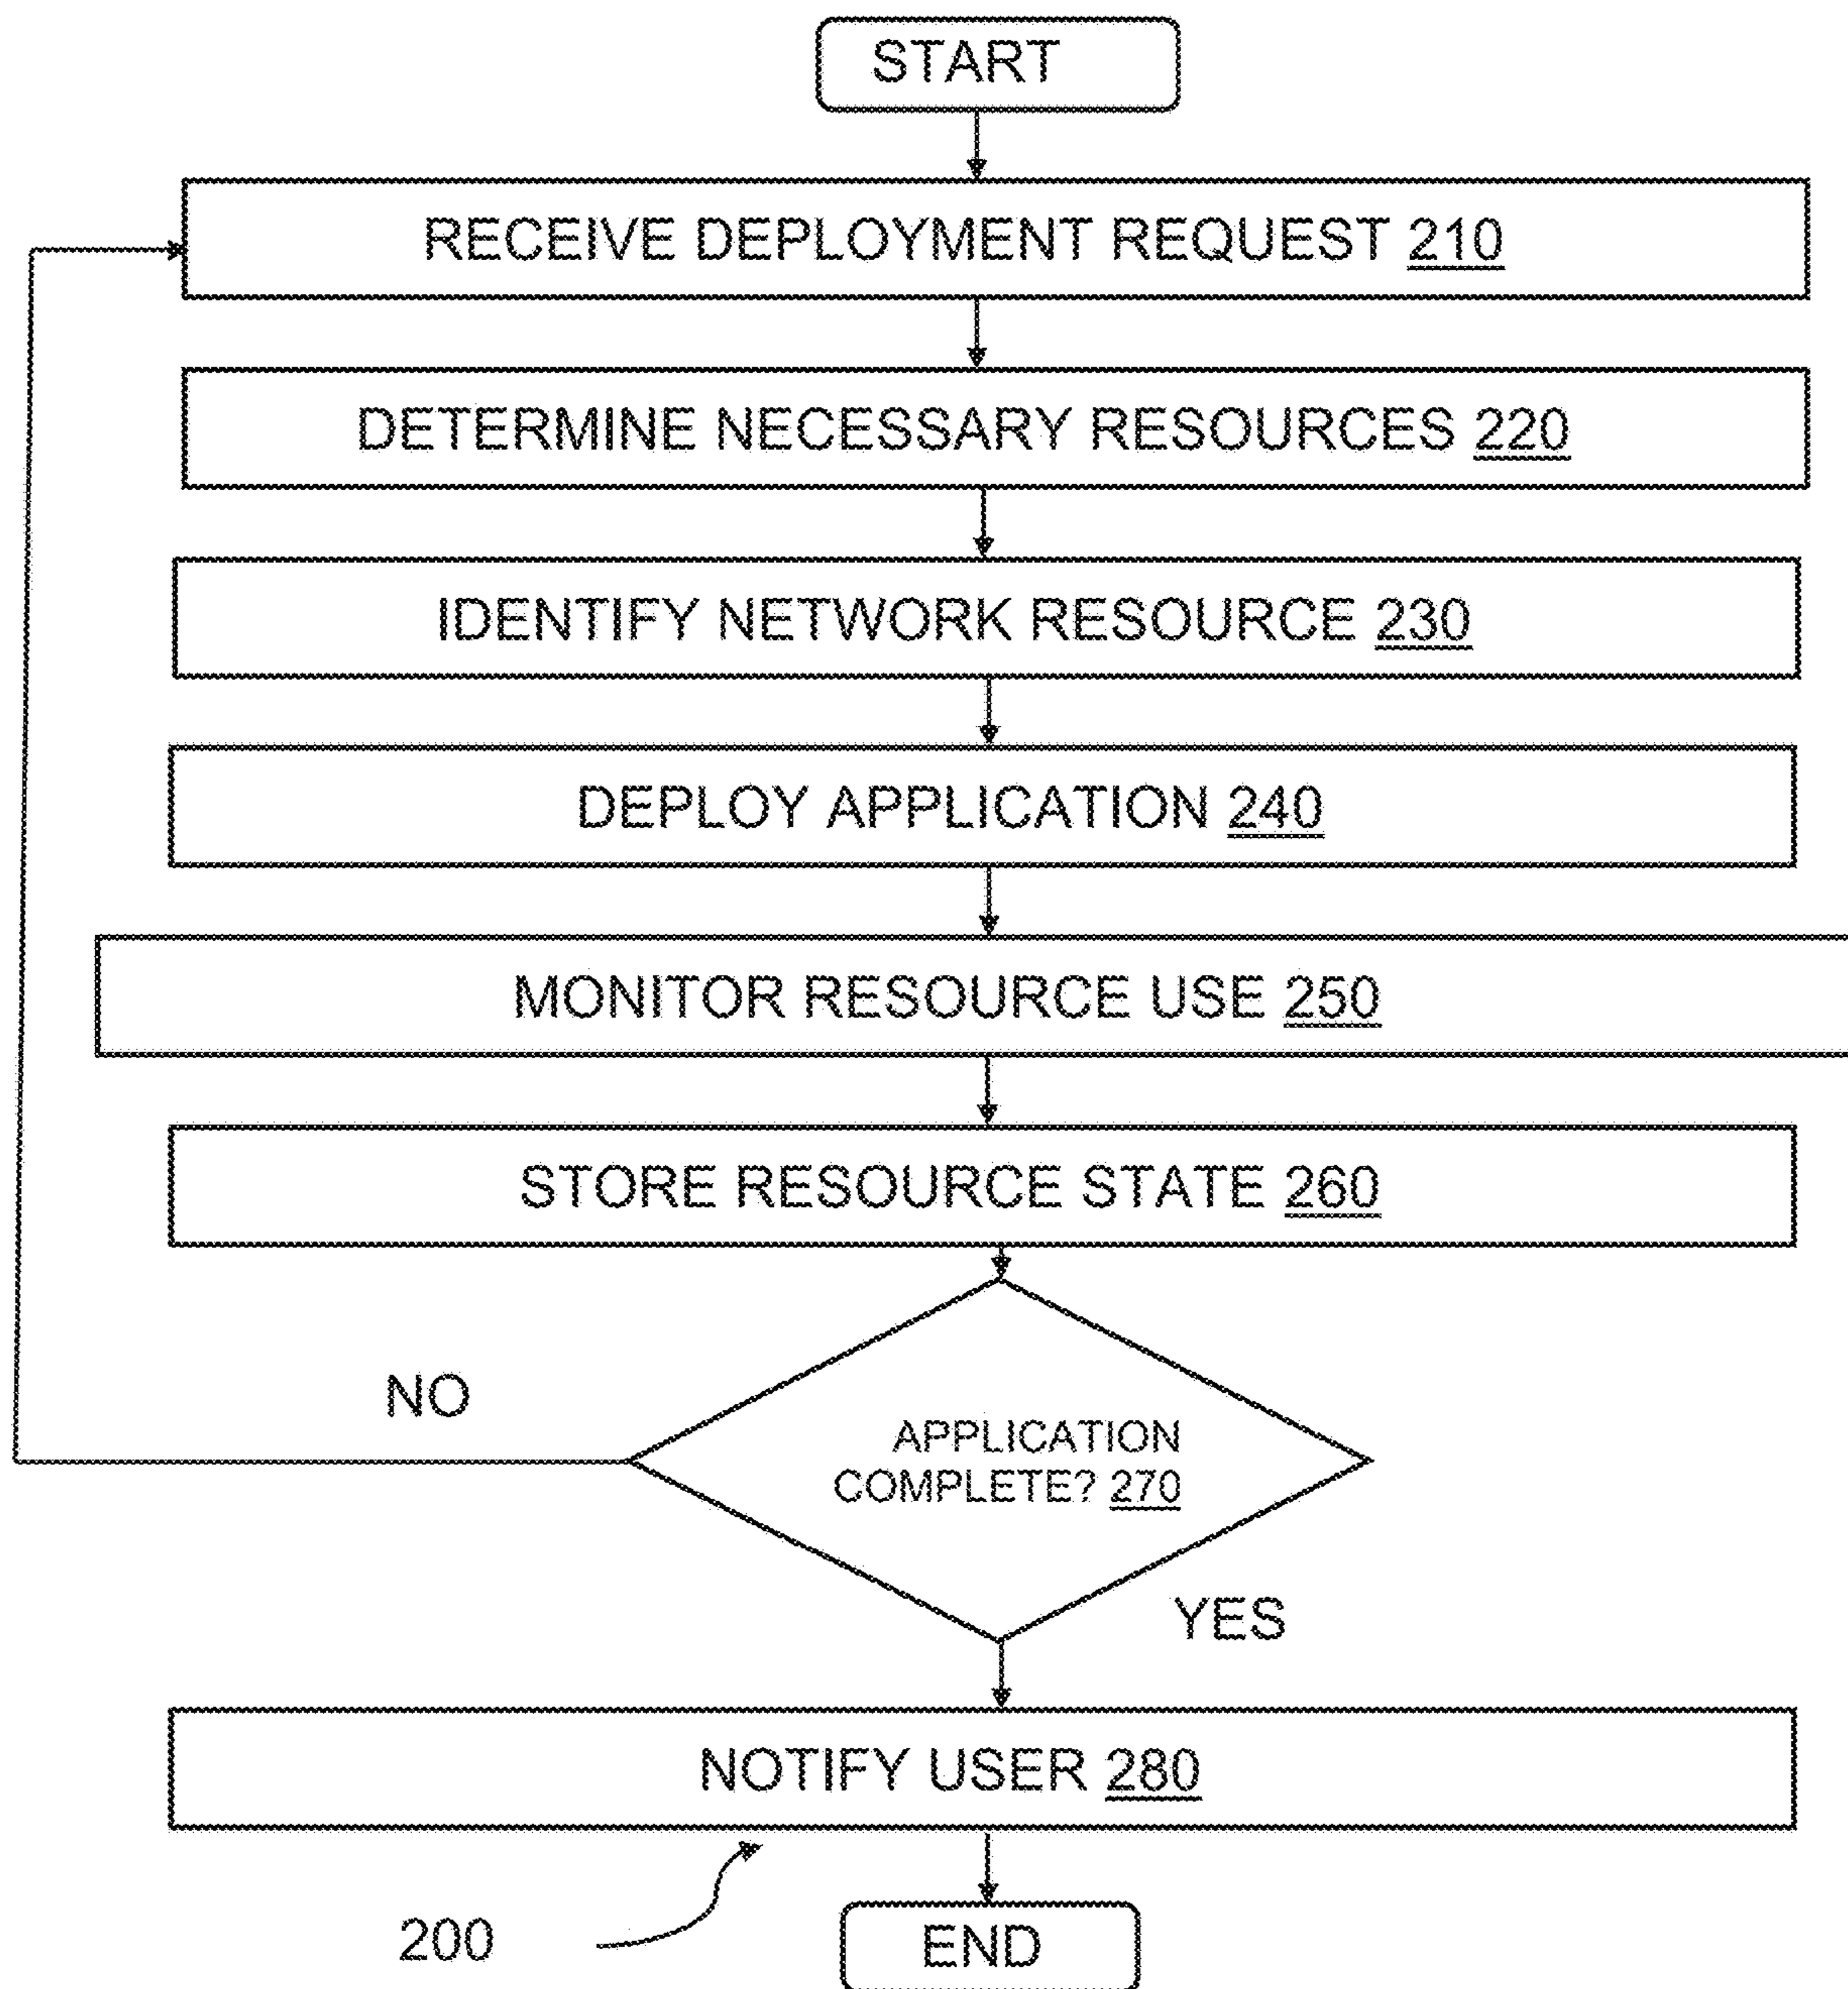 START
RECEIVE DEPLOYMENT REQUEST 210
DETERMINE NECESSARY RESOURCES 220
IDENTIFY NETWORK RESOURCE 230
DEPLOY APPLICATION 240
MONITOR RESOURCE USE 250
STORE RESOURCE STATE 260
NO
APPLICATION
COMPLETE? 270
YES
NOTIFY USER 280
200
END